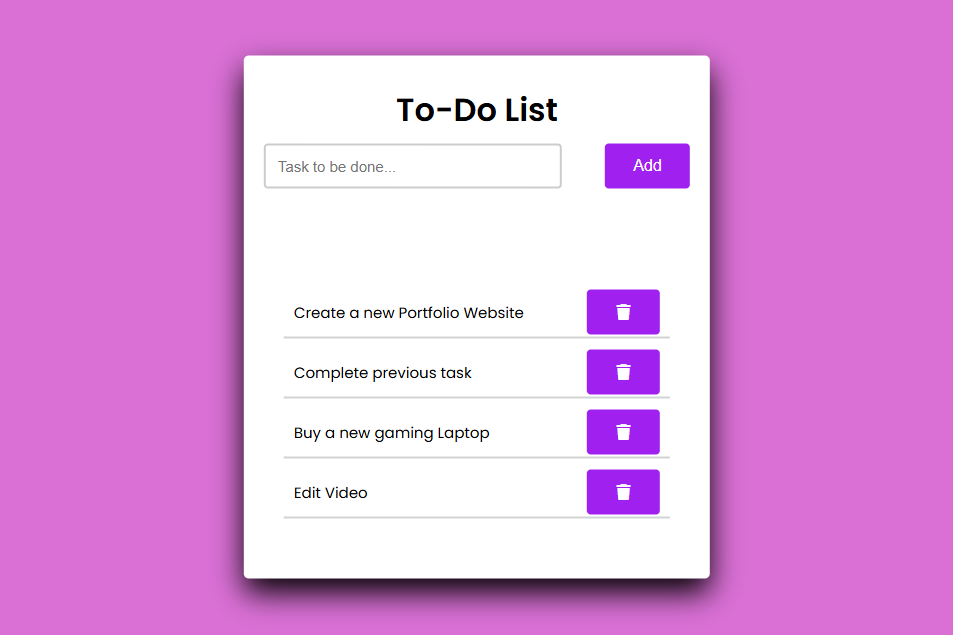 To-Do List
Task to be done...
Add
Create a new Portfolio Website
Complete previous task
Buy a new gaming Laptop
Edit Video